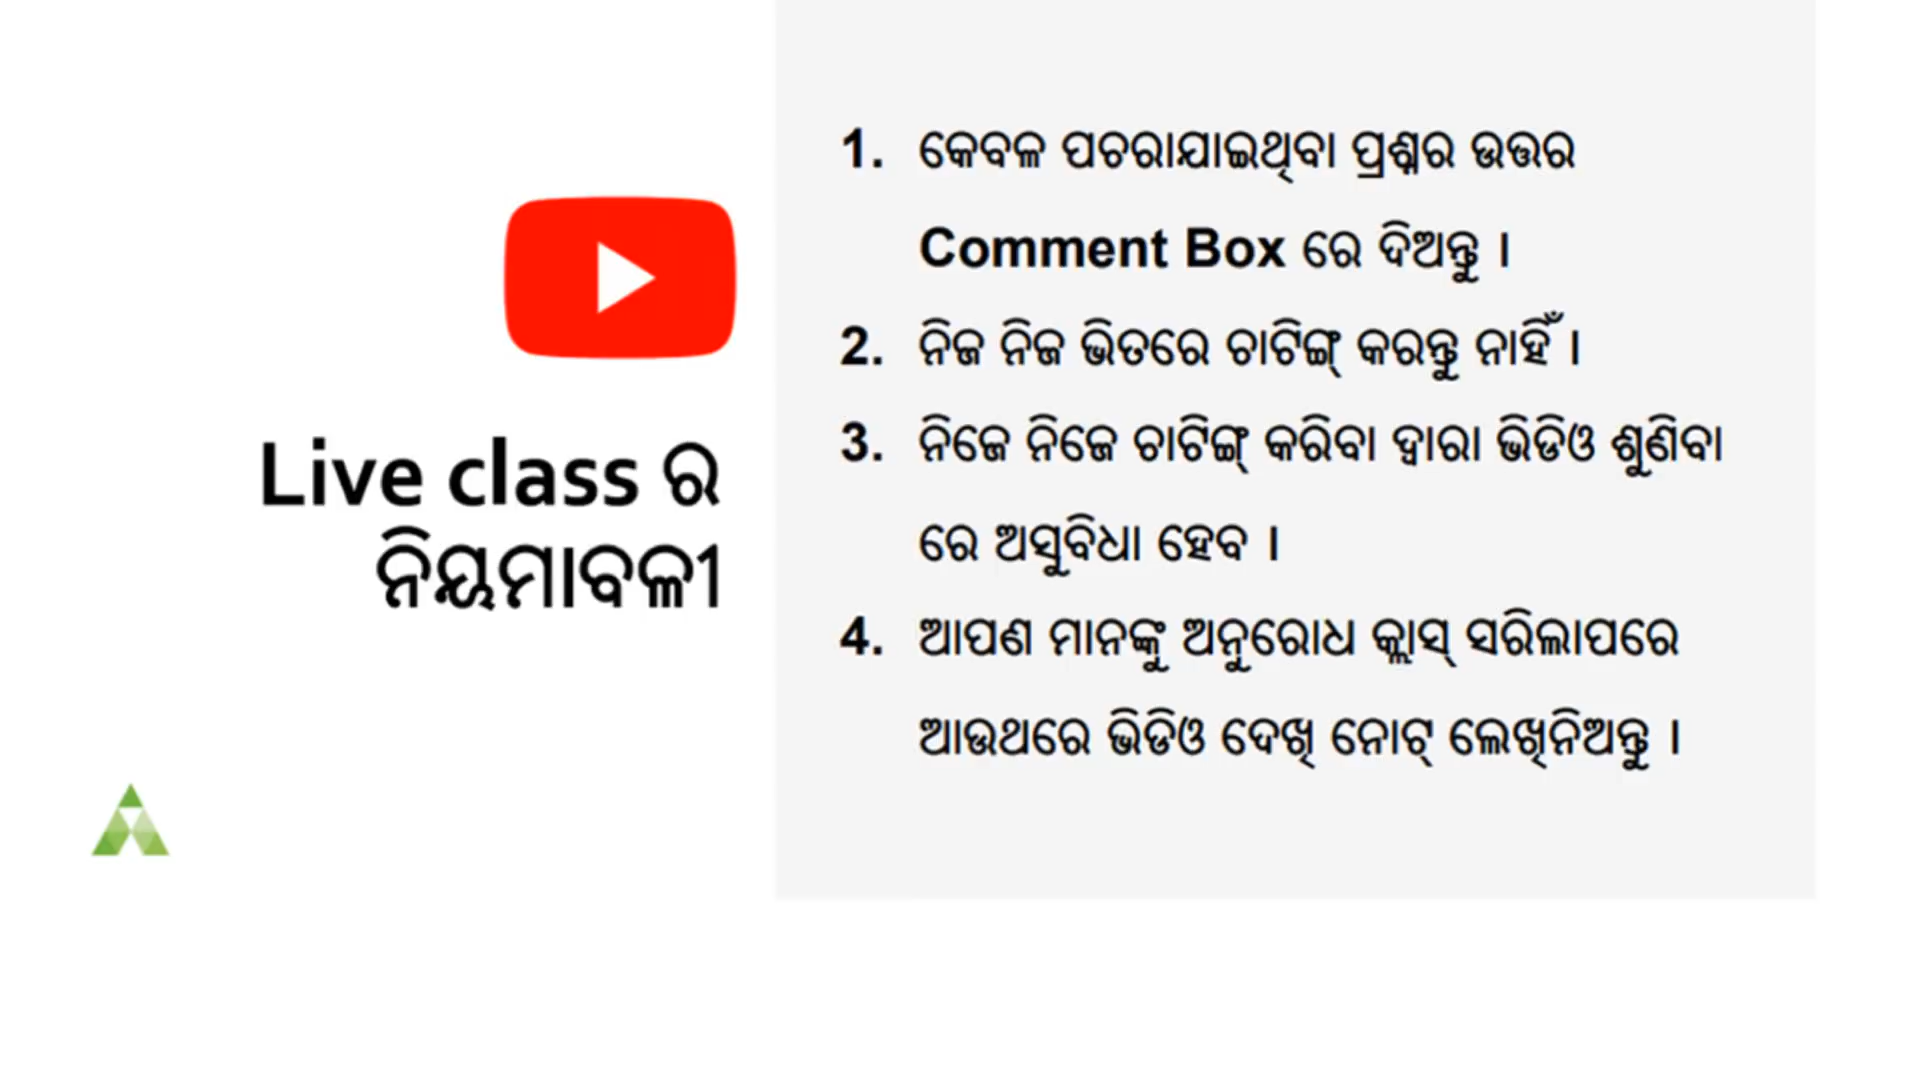 Live class ର
ନିୟମାବଳୀ
1. କେବଳ ପଚରାଯାଇଥିବା ପ୍ରଶ୍ନର ଉତ୍ତର
Comment Box ରେ ଦିଅନ୍ତୁ ।
2. ନିଜ ନିଜ ଭିତରେ ଚାଟିଙ୍ଗ୍ କରନ୍ତୁ ନାହିଁ ।
3. ନିଜେ ନିଜେ ଚାଟିଙ୍ଗ୍ କରିବା ଦ୍ୱାରା ଭିଡିଓ ଶୁଣିବା
ରେ ଅସୁବିଧା ହେବ ।
4. ଆପଣ ମାନଙ୍କୁ ଅନୁରୋଧ କ୍ଲାସ୍ ସରିଲାପରେ
ଆଉଥରେ ଭିଡିଓ ଦେଖି ନୋଟ୍ ଲେଖିନିଅନ୍ତୁ ।